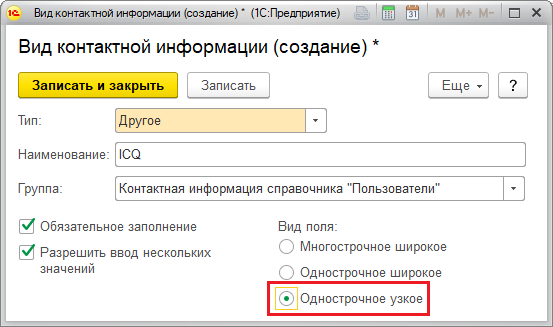 Вид контактной информации (создание) * (1С:Предприятие)
M M+ M-
Вид контактной информации (создание) *
Записать и закрыть Записать Еще ?
Тип: Другое
Наименование: ICQ
Группа: Контактная информация справочника "Пользователи"
Обязательное заполнение Вид поля:
Разрешить ввод нескольких Многострочное широкое
значений Однострочное широкое
Однострочное узкое